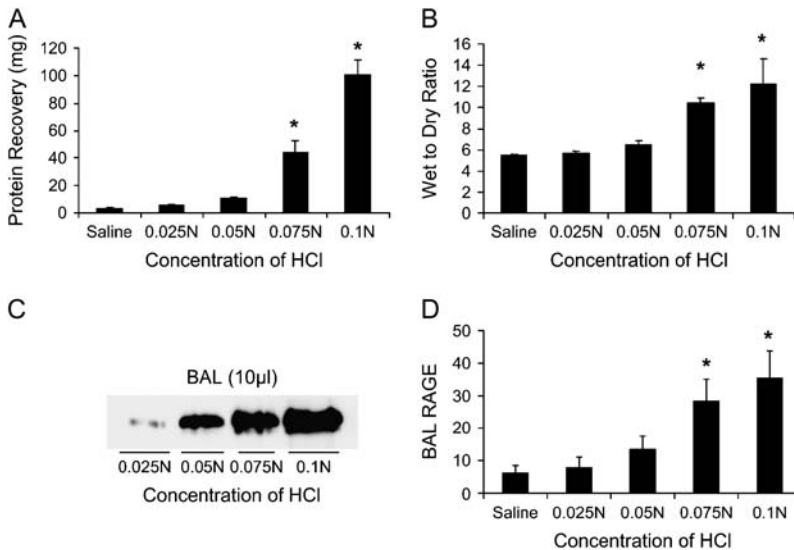 A
Protein Recovery (mg)
120
100
80
60
40
20
0
*
*
Saline 0.025N 0.05N 0.075N 0.1N
Concentration of HCl
B
Wet to Dry Ratio
16
14
12
10
8
6
4
2
0
*
*
Saline 0.025N 0.05N 0.075N 0.1N
Concentration of HCl
C
BAL (10µl)
0.025N 0.05N 0.075N 0.1N
Concentration of HCl
D
BAL RAGE
50
40
30
20
10
0
*
*
Saline 0.025N 0.05N 0.075N 0.1N
Concentration of HCl